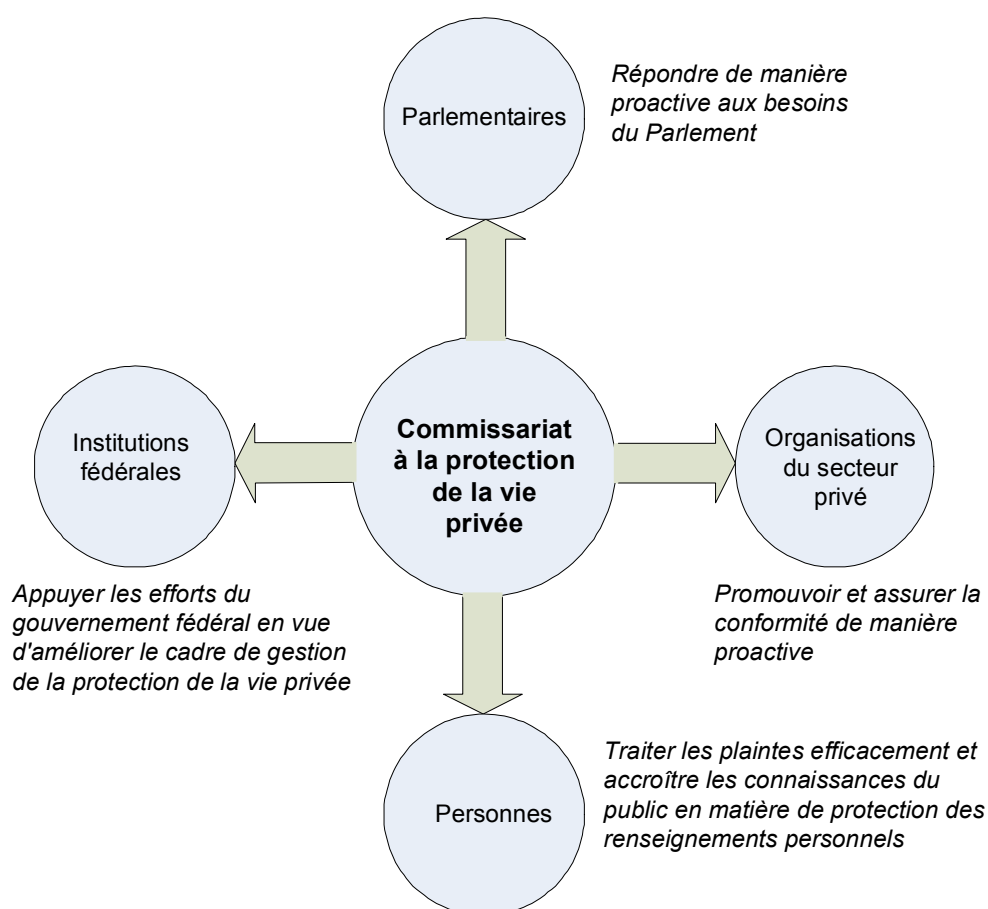 Parlementaires
Répondre de manière
proactive aux besoins
du Parlement
Institutions
fédérales
Commissariat
à la protection
de la vie
privée
Organisations
du secteur
privé
Appuyer les efforts du
gouvernement fédéral en vue
d'améliorer le cadre de gestion
de la protection de la vie privée
Promouvoir et assurer la
conformité de manière
proactive
Personnes
Traiter les plaintes efficacement et
accroître les connaissances du
public en matière de protection des
renseignements personnels